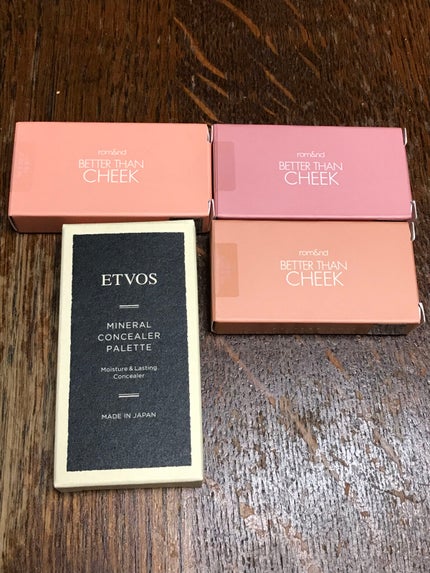 rom&nd
BETTER THAN
CHEEK
rom&nd
BETTER THAN
CHEEK
rom&nd
BETTER THAN
CHEEK
ETVOS
MINERAL
CONCEALER
PALETTE
Moisture & Lasting
Concealer
MADE IN JAPAN